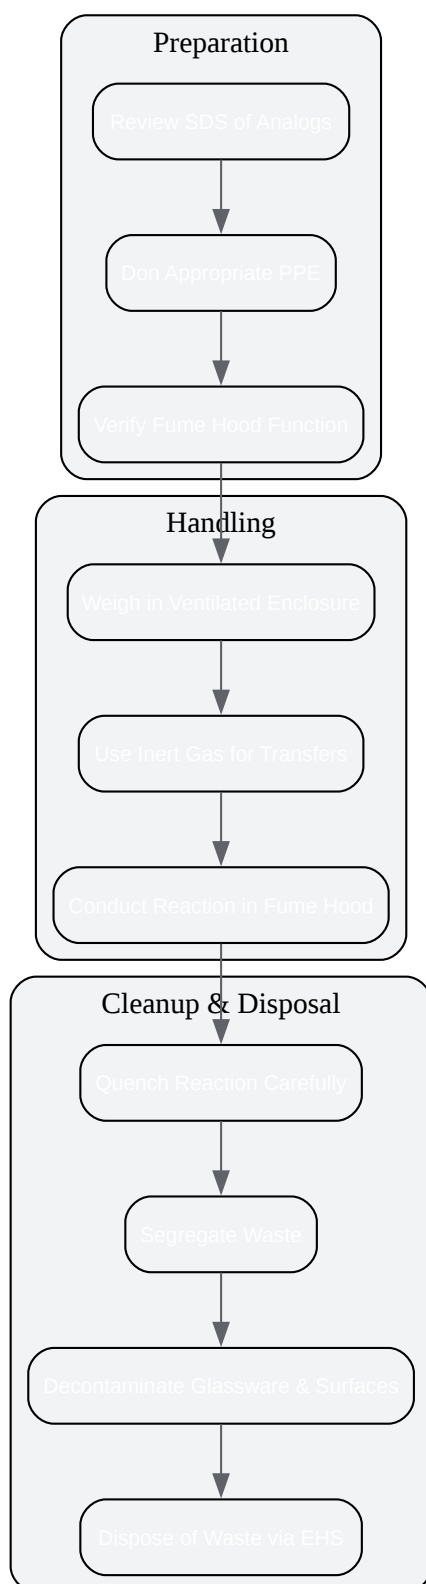 Preparation
Review SDS of Analogs
Don Appropriate PPE
Verify Fume Hood Function
Handling
Weigh in Ventilated Enclosure
Use Inert Gas for Transfers
Conduct Reaction in Fume Hood
Cleanup & Disposal
Quench Reaction Carefully
Segregate Waste
Decontaminate Glassware & Surfaces
Dispose of Waste via EHS